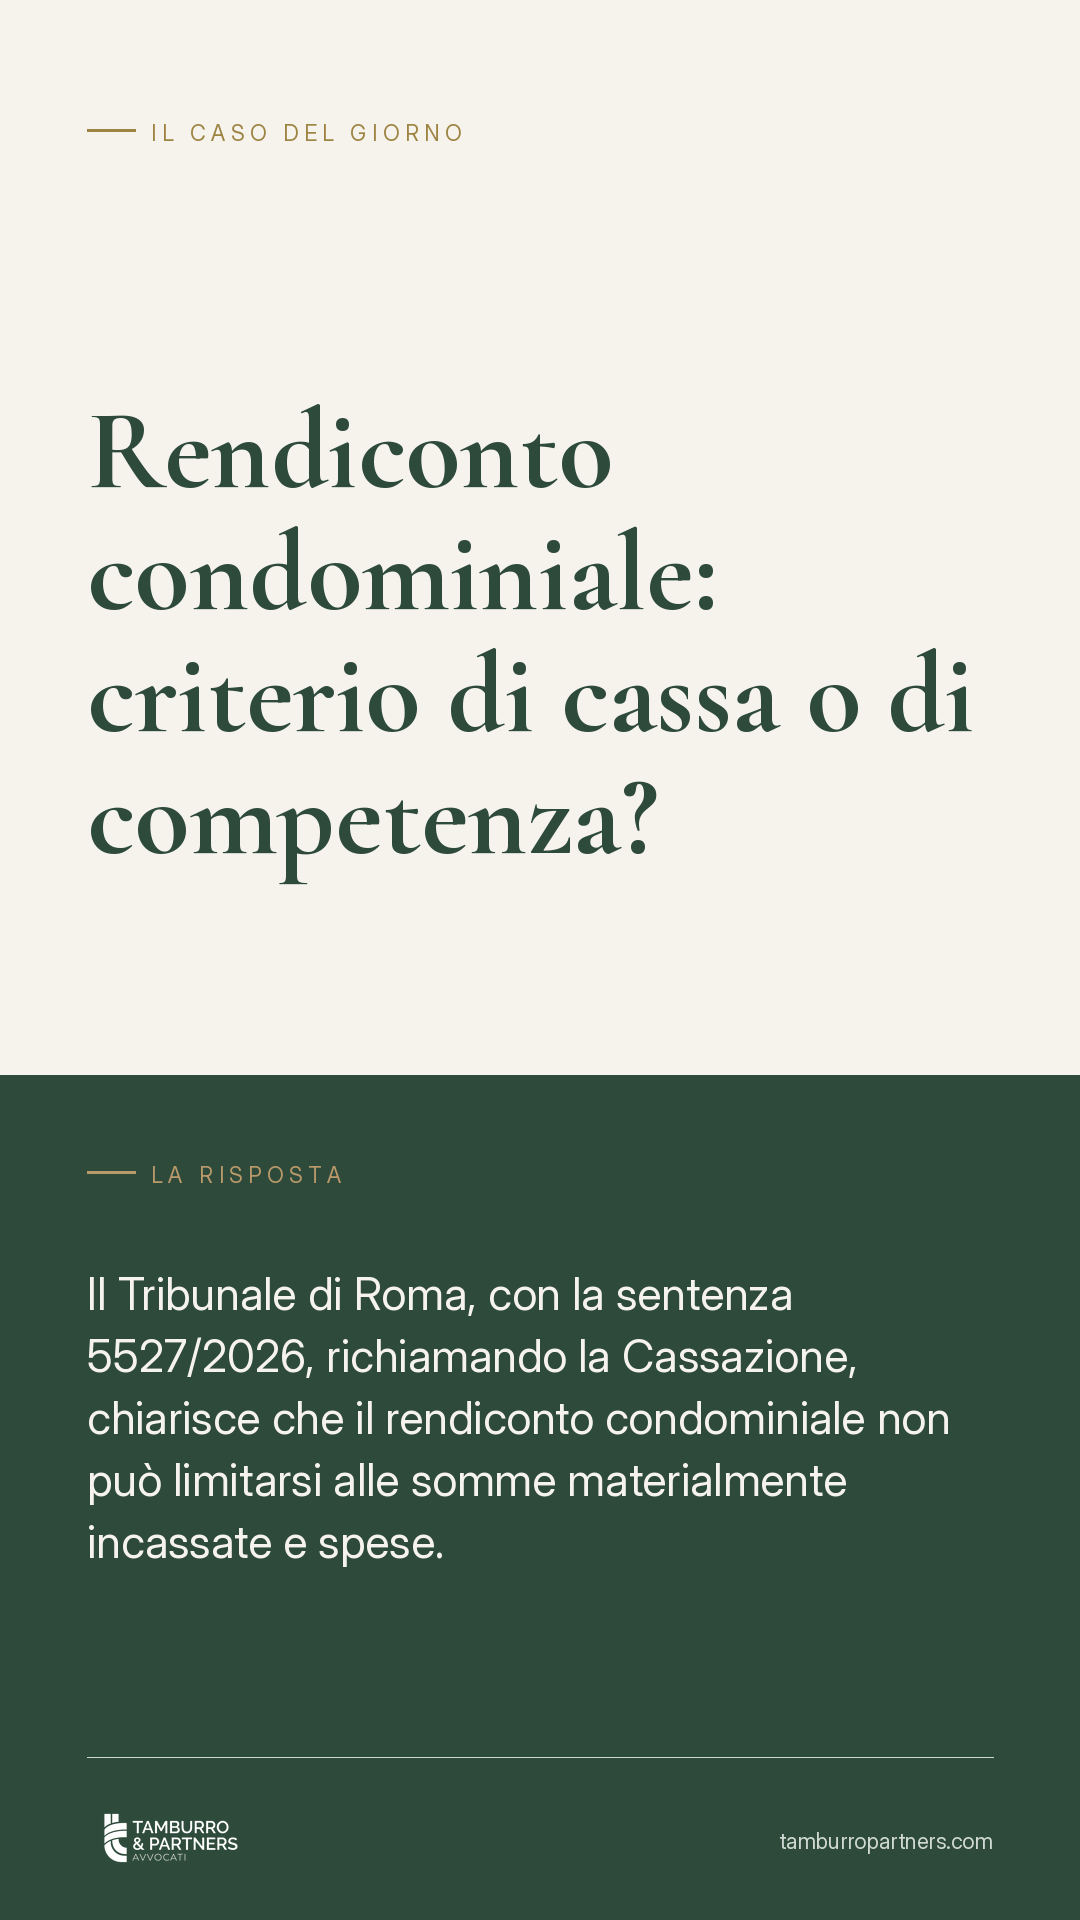 IL CASO DEL GIORNO
Rendiconto
condominiale:
criterio di cassa o di
competenza?
LA RISPOSTA
Il Tribunale di Roma, con la sentenza
5527/2026, richiamando la Cassazione,
chiarisce che il rendiconto condominiale non
può limitarsi alle somme materialmente
incassate e spese.
TAMBURRO
& PARTNERS
AVVOCATI
tamburropartners.com